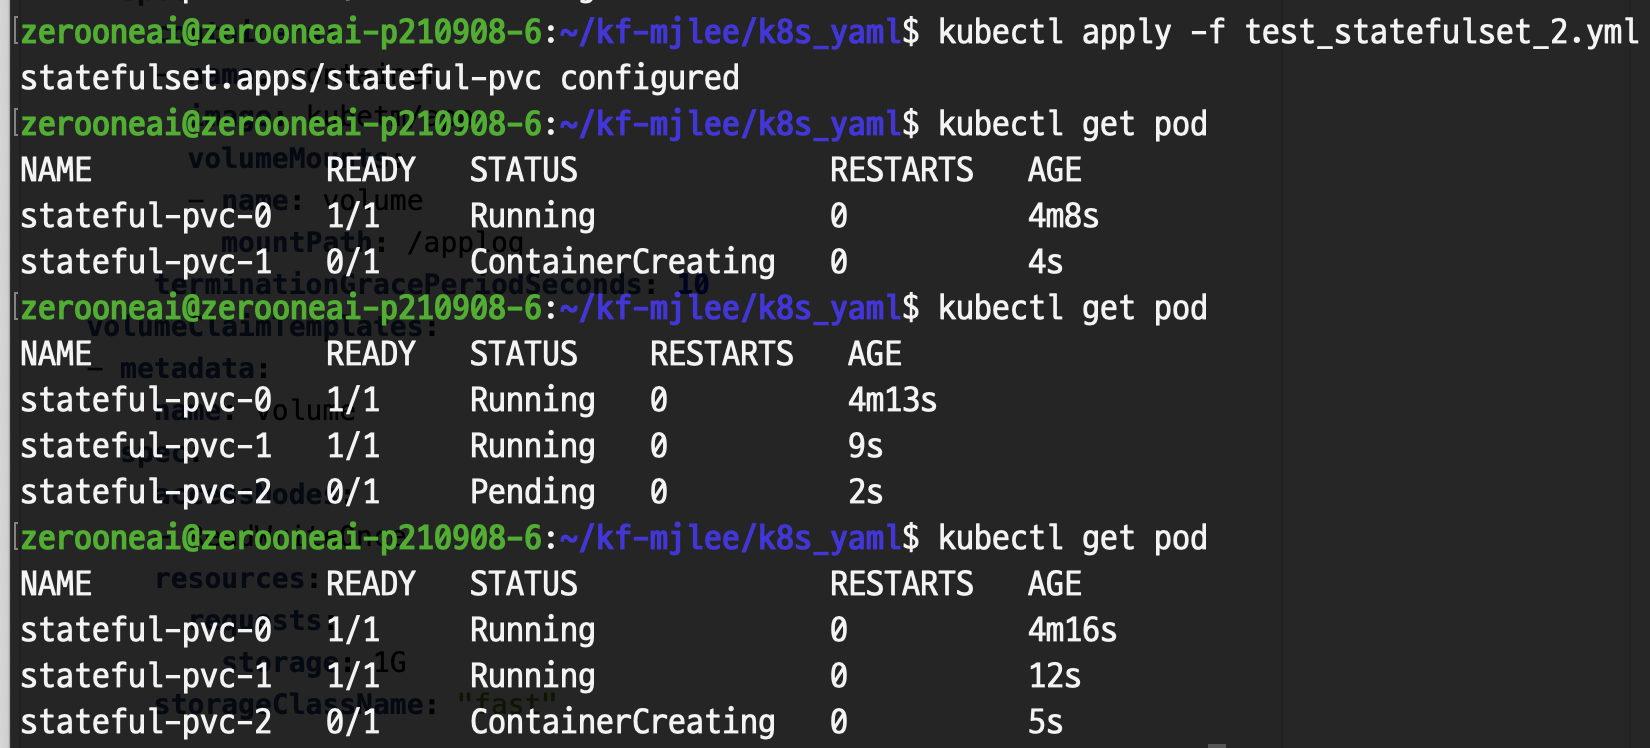 [zerooneai@zerooneai-p210908-6:~/kf-mjlee/k8s_yaml$ kubectl apply -f test_statefulset_2.yml
statefulset.apps/stateful-pvc configured
[zerooneai@zerooneai-p210908-6:~/kf-mjlee/k8s_yaml$ kubectl get pod
volumeMounts:
NAME READY STATUS RESTARTS AGE
- name: volume
stateful-pvc-0 1/1 Running 0 4m8s
mountPath: /applog
stateful-pvc-1 0/1 ContainerCreating 0 4s
terminationGracePeriodSeconds: 10
[zerooneai@zerooneai-p210908-6:~/kf-mjlee/k8s_yaml$ kubectl get pod
volumeClaimTemplates:
NAME READY STATUS RESTARTS AGE
- metadata:
stateful-pvc-0 1/1 Running 0 4m13s
name: volume
stateful-pvc-1 1/1 Running 0 9s
spec:
stateful-pvc-2 0/1 Pending 0 2s
[zerooneai@zerooneai-p210908-6:~/kf-mjlee/k8s_yaml$ kubectl get pod
resources:
NAME READY STATUS RESTARTS AGE
requests:
stateful-pvc-0 1/1 Running 0 4m16s
storage: 1G
stateful-pvc-1 1/1 Running 0 12s
storageClassName: "fast"
stateful-pvc-2 0/1 ContainerCreating 0 5s